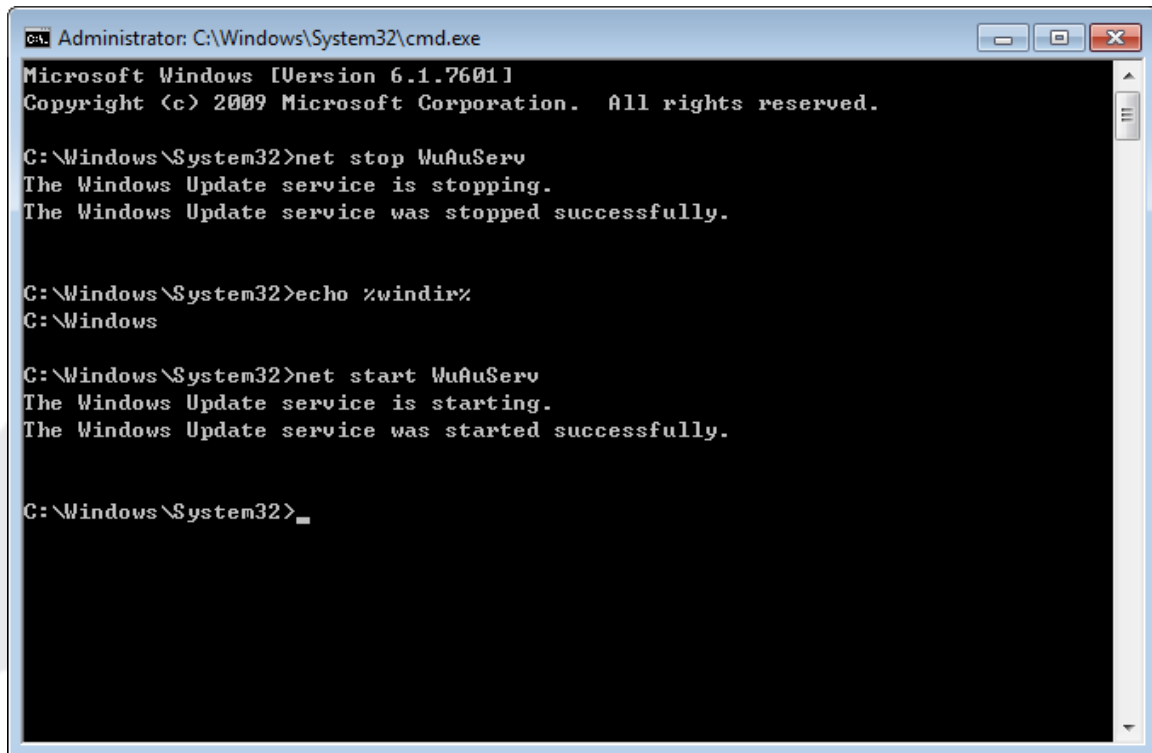 Administrator: C:\Windows\System32\cmd.exe
Microsoft Windows [Version 6.1.7601]
Copyright (c) 2009 Microsoft Corporation.  All rights reserved.
C:\Windows\System32>net stop WuAuServ
The Windows Update service is stopping.
The Windows Update service was stopped successfully.
C:\Windows\System32>echo %windir%
C:\Windows
C:\Windows\System32>net start WuAuServ
The Windows Update service is starting.
The Windows Update service was started successfully.
C:\Windows\System32>_